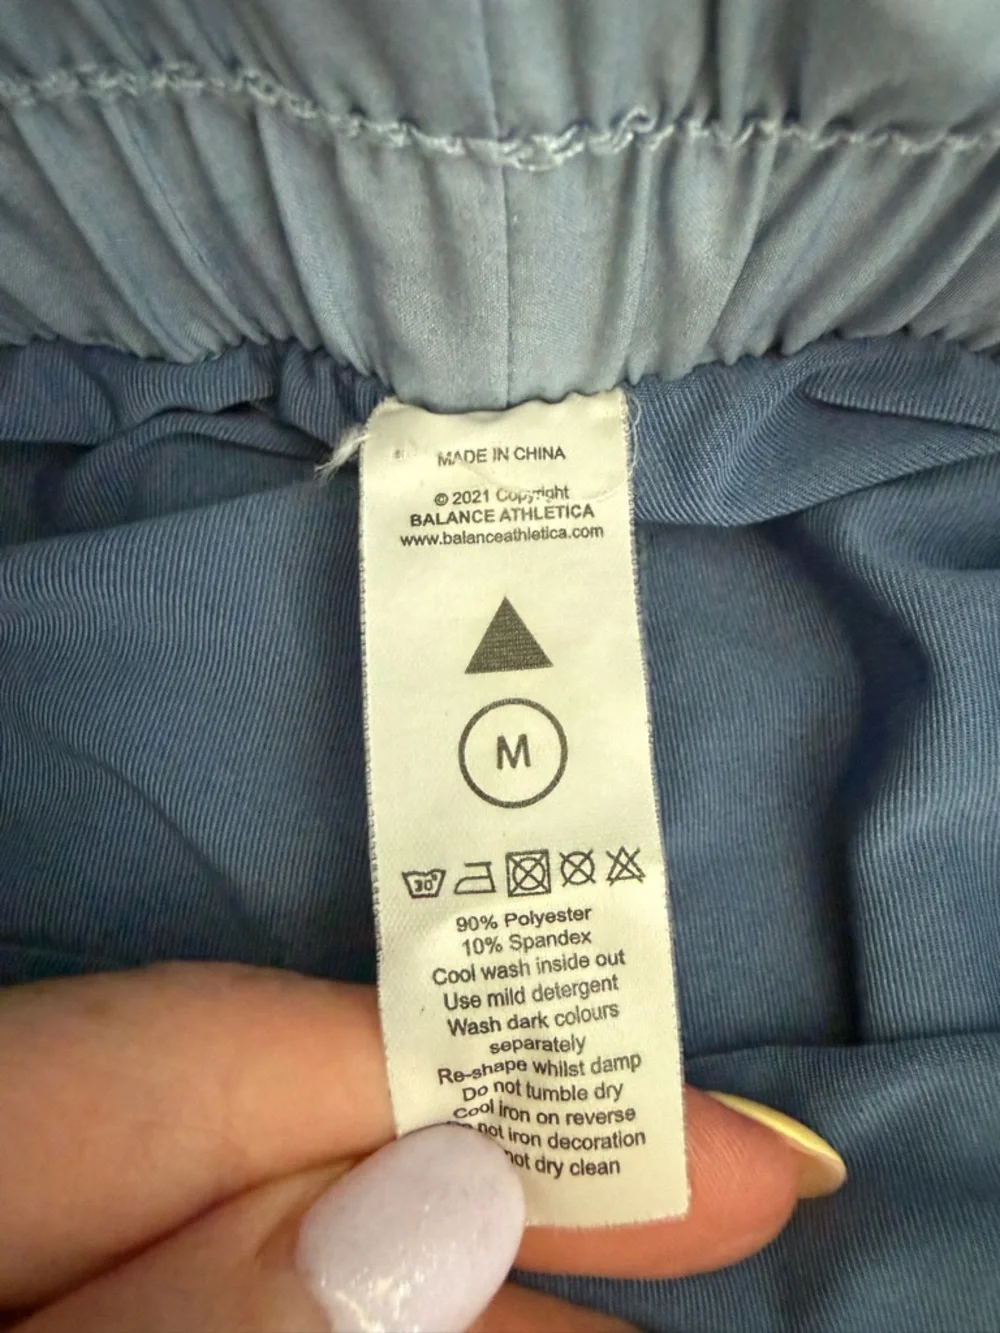 MADE IN CHINA
© 2021 Copyright
BALANCE ATHLETICA
www.balanceathletica.com
M
30°
90% Polyester
10% Spandex
Cool wash inside out
Use mild detergent
Wash dark colours
separately
Re-shape whilst damp
Do not tumble dry
Cool iron on reverse
not iron decoration
not dry clean